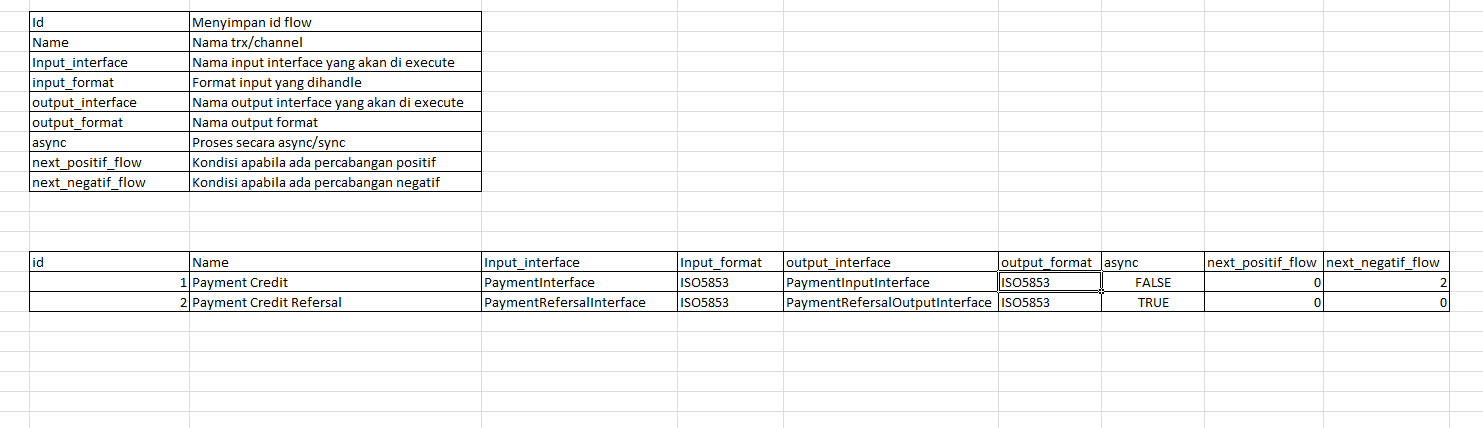 Id Menyimpan id flow
Name Nama trx/channel
Input_interface Nama input interface yang akan di execute
input_format Format input yang dihandle
output_interface Nama output interface yang akan di execute
output_format Nama output format
async Proses secara async/sync
next_positif_flow Kondisi apabila ada percabangan positif
next_negatif_flow Kondisi apabila ada percabangan negatif
id Name Input_interface Input_format output_interface output_format async next_positif_flow next_negatif_flow
1 Payment Credit PaymentInterface ISO5853 PaymentInputInterface ISO5853 FALSE 0 2
2 Payment Credit Refersal PaymentRefersalInterface ISO5853 PaymentRefersalOutputInterface ISO5853 TRUE 0 0